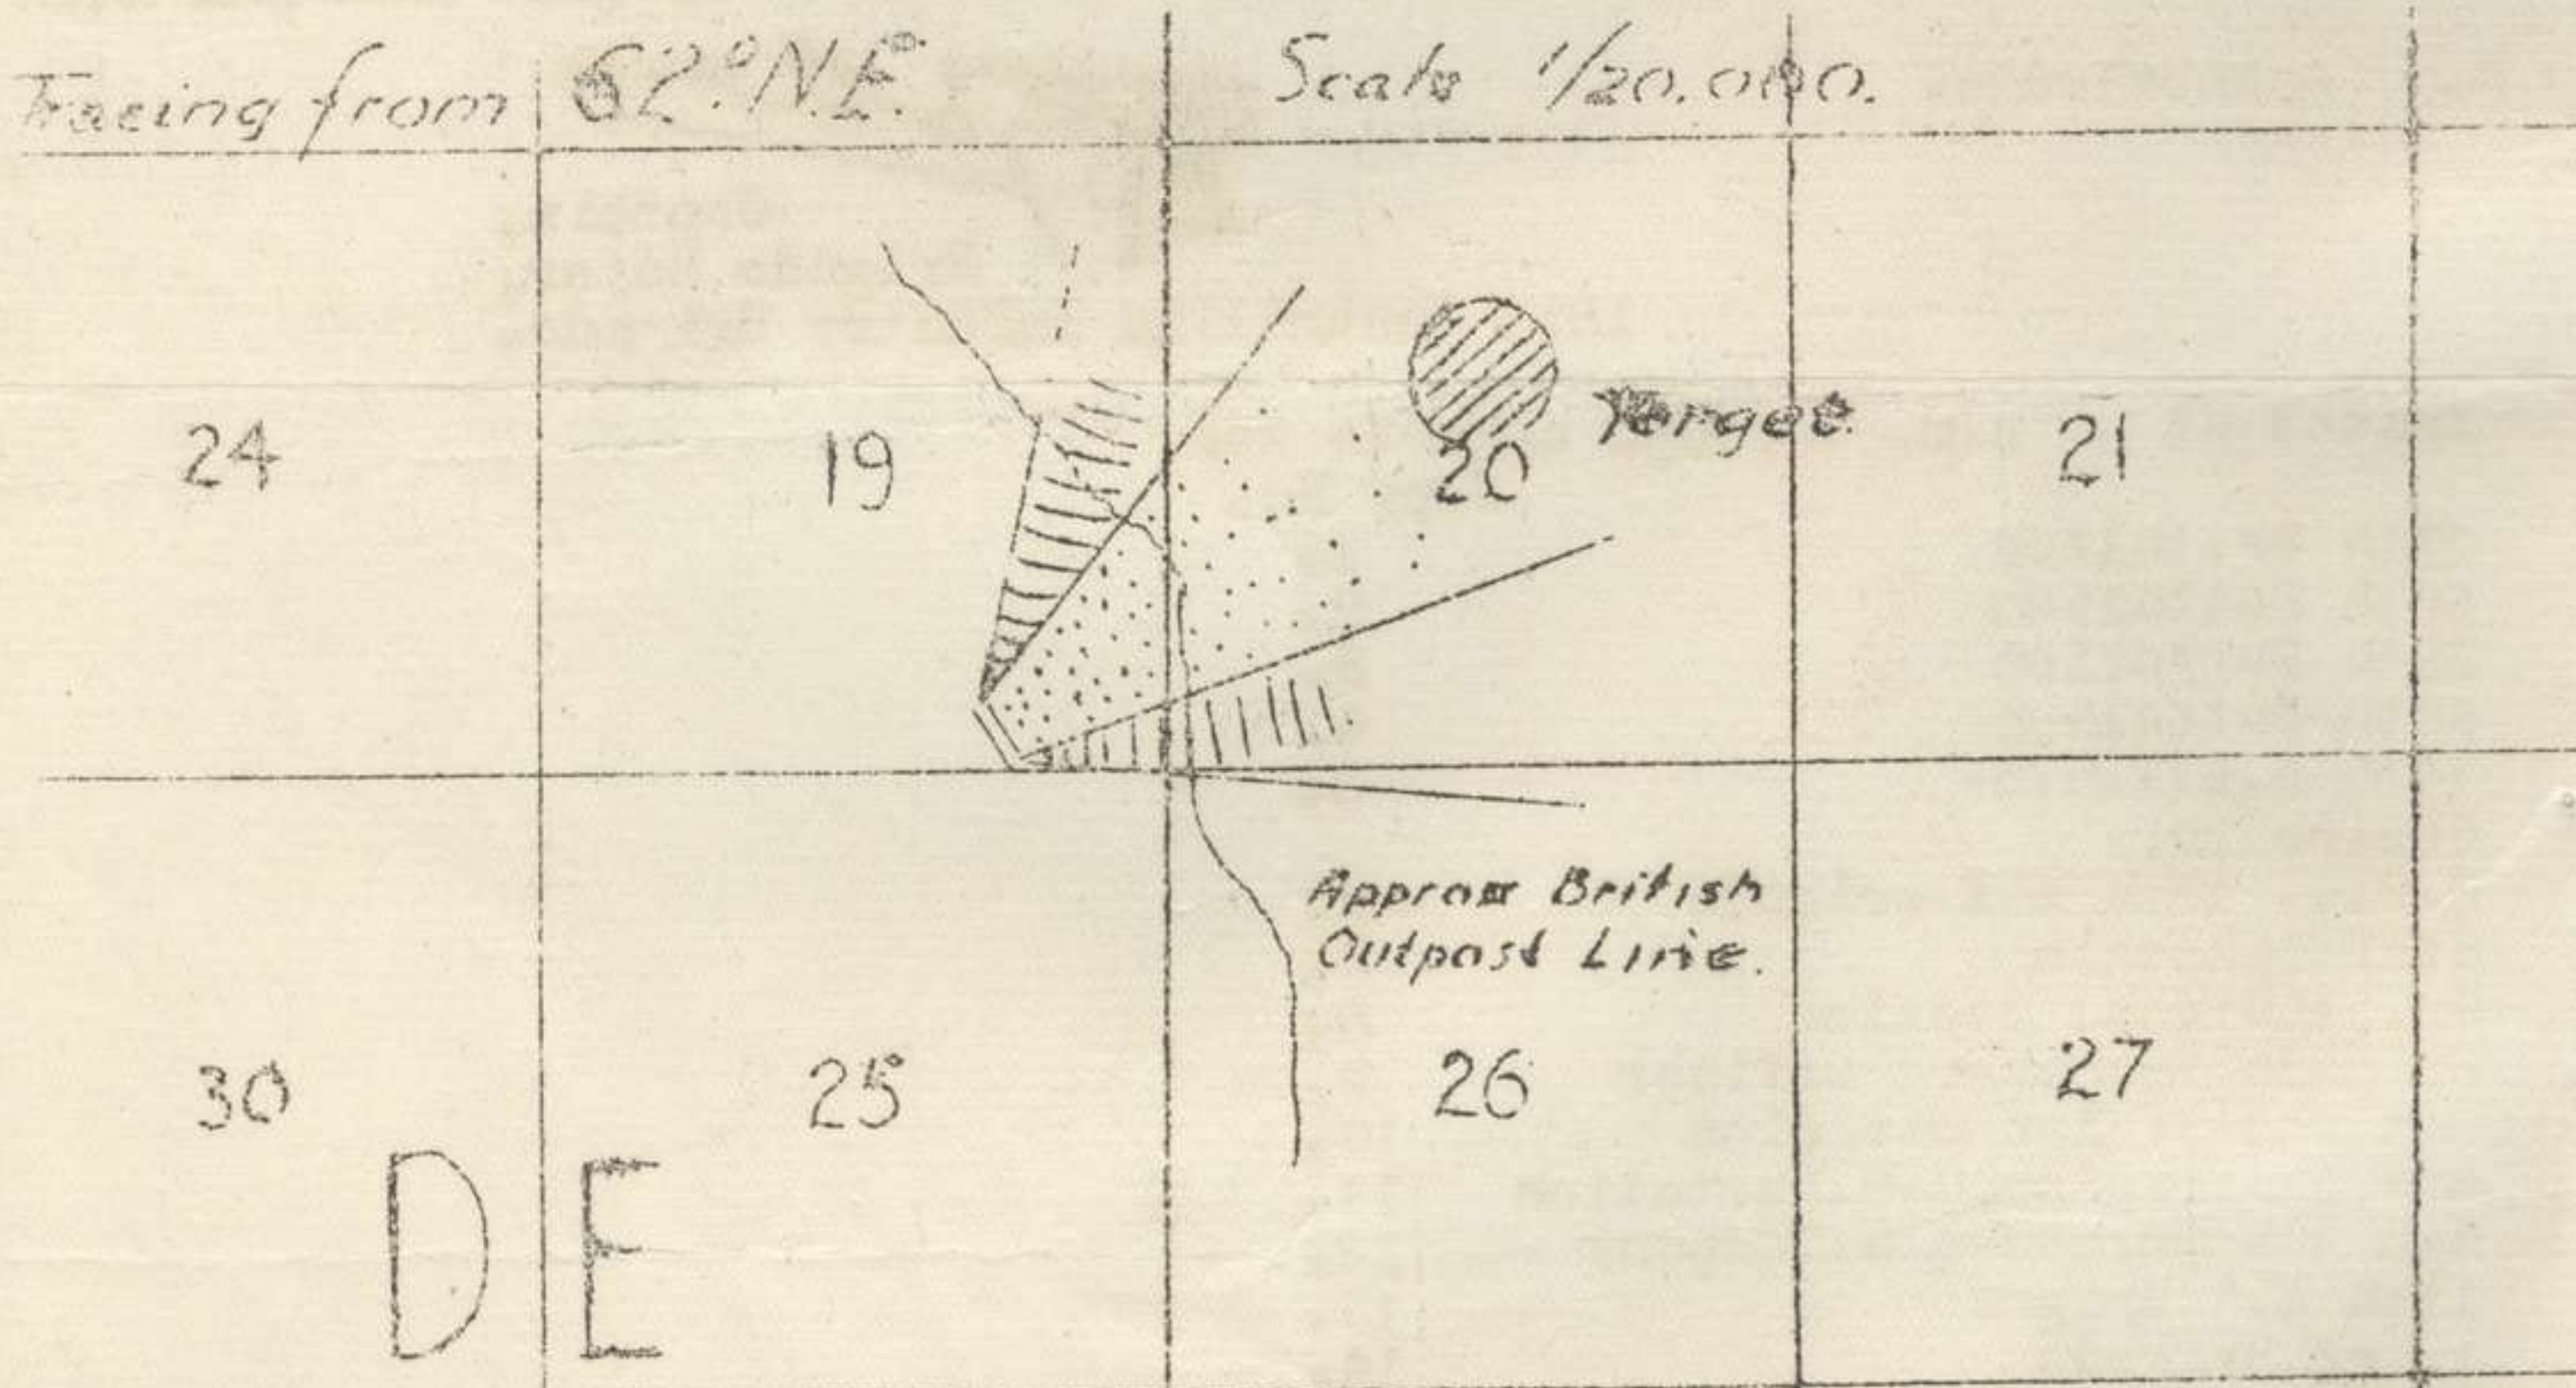 Tracing from 62.° N.E. Scale 1/20.000.
Target.
24 19 20 21
Approx British
Outpost Line.
30 25 26 27
D E